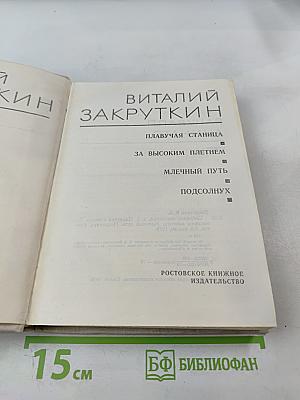 Й
КИН
ВИТАЛИЙ
ЗАКРУТКИН
ПЛАВУЧАЯ СТАНИЦА
ЗА ВЫСОКИМ ПЛЕТНЕМ
МЛЕЧНЫЙ ПУТЬ
ПОДСОЛНУХ
РОСТОВСКОЕ КНИЖНОЕ
ИЗДАТЕЛЬСТВО
15 см
БФ БИБЛИОФАН